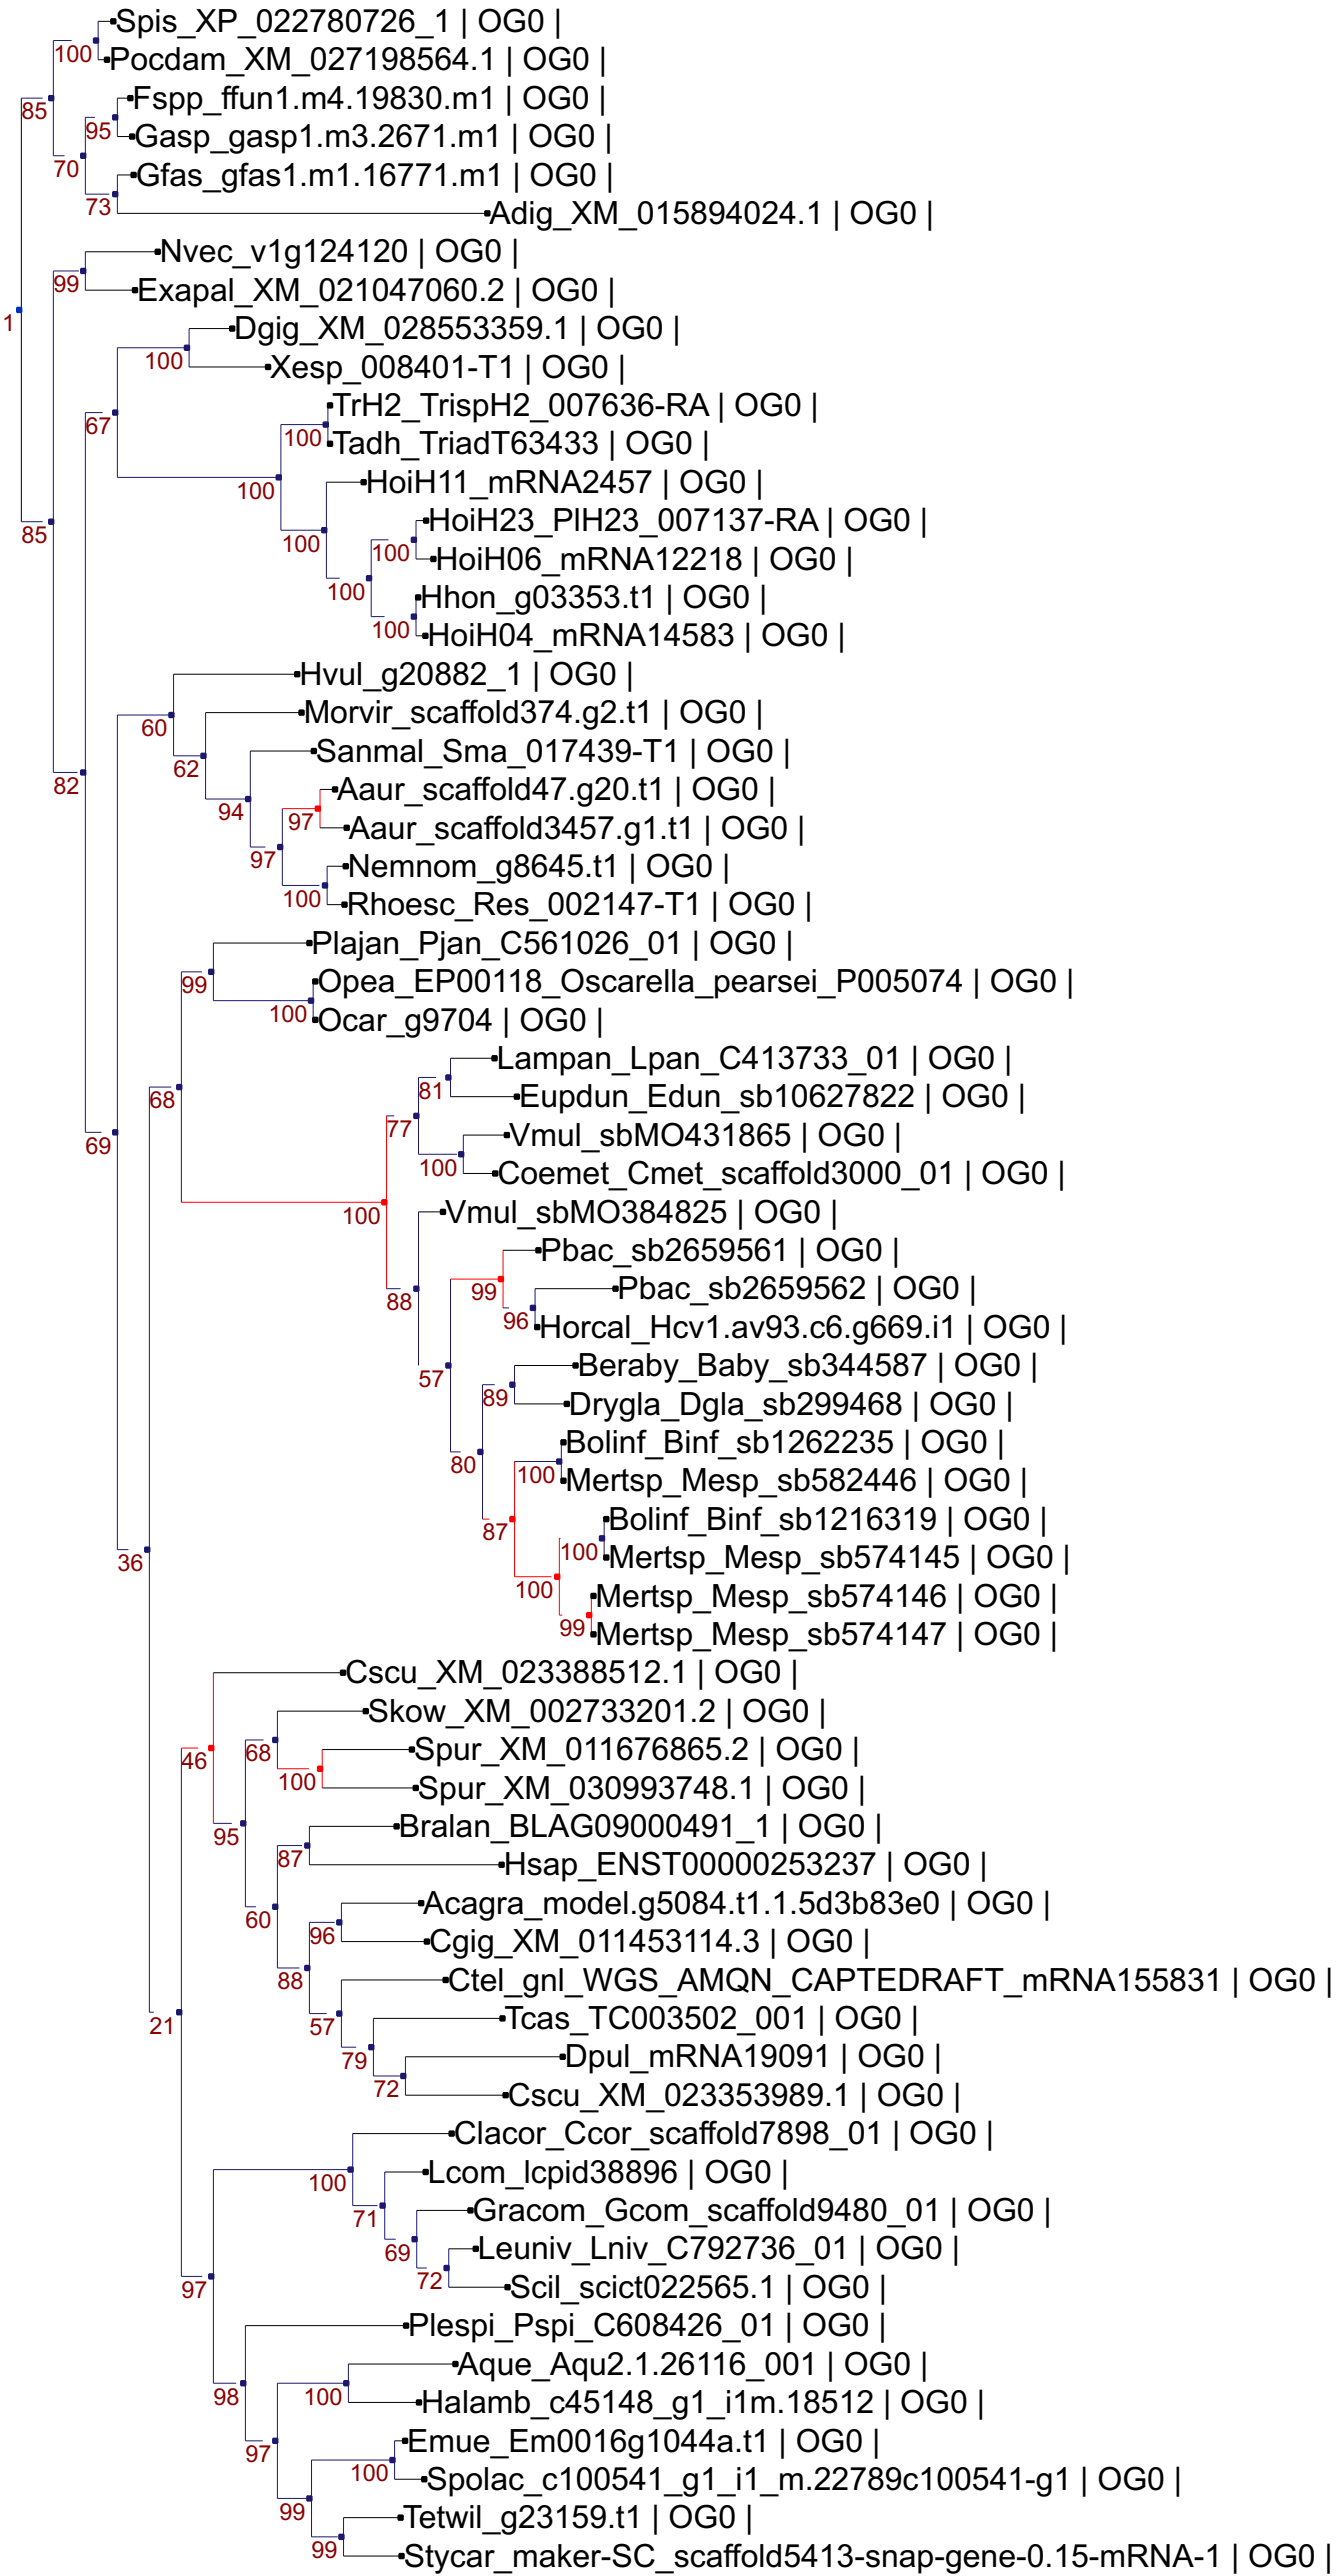 Spis_XP_022780726_1 | OG0 |
100
Pocdam_XM_027198564.1 | OG0 |
Fspp_ffun1.m4.19830.m1 | OG0 |
85
95
Gasp_gasp1.m3.2671.m1 | OG0 |
70
Gfas_gfas1.m1.16771.m1 | OG0 |
73
Adig_XM_015894024.1 | OG0 |
Nvec_v1g124120 | OG0 |
99
Exapal_XM_021047060.2 | OG0 |
1
Dgig_XM_028553359.1 | OG0 |
100
Xesp_008401-T1 | OG0 |
TrH2_TrispH2_007636-RA | OG0 |
67
100
Tadh_TriadT63433 | OG0 |
HoiH11_mRNA2457 | OG0 |
100
HoiH23_PlH23_007137-RA | OG0 |
85
100
100
HoiH06_mRNA12218 | OG0 |
100
Hhon_g03353.t1 | OG0 |
100
HoiH04_mRNA14583 | OG0 |
Hvul_g20882_1 | OG0 |
Morvir_scaffold374.g2.t1 | OG0 |
60
Sanmal_Sma_017439-T1 | OG0 |
62
82
Aaur_scaffold47.g20.t1 | OG0 |
94
97
Aaur_scaffold3457.g1.t1 | OG0 |
97
Nemnom_g8645.t1 | OG0 |
100
Rhoesc_Res_002147-T1 | OG0 |
Plajan_Pjan_C561026_01 | OG0 |
99
Opea_EP00118_Oscarella_pearsei_P005074 | OG0 |
100
Ocar_g9704 | OG0 |
Lampan_Lpan_C413733_01 | OG0 |
81
68
Eupdun_Edun_sb10627822 | OG0 |
77
69
Vmul_sbMO431865 | OG0 |
100
Coemet_Cmet_scaffold3000_01 | OG0 |
100
Vmul_sbMO384825 | OG0 |
Pbac_sb2659561 | OG0 |
99
88
Pbac_sb2659562 | OG0 |
96
Horcal_Hcv1.av93.c6.g669.i1 | OG0 |
57
Beraby_Baby_sb344587 | OG0 |
89
Drygla_Dgla_sb299468 | OG0 |
Bolinf_Binf_sb1262235 | OG0 |
80
100
Mertsp_Mesp_sb582446 | OG0 |
87
Bolinf_Binf_sb1216319 | OG0 |
36
100
Mertsp_Mesp_sb574145 | OG0 |
100
Mertsp_Mesp_sb574146 | OG0 |
99
Mertsp_Mesp_sb574147 | OG0 |
Cscu_XM_023388512.1 | OG0 |
Skow_XM_002733201.2 | OG0 |
46
68
Spur_XM_011676865.2 | OG0 |
100
Spur_XM_030993748.1 | OG0 |
95
Bralan_BLAG09000491_1 | OG0 |
87
Hsap_ENST00000253237 | OG0 |
Acagra_model.g5084.t1.1.5d3b83e0 | OG0 |
60
96
Cgig_XM_011453114.3 | OG0 |
88
Ctel_gnl_WGS_AMQN_CAPTEDRAFT_mRNA155831 | OG0 |
21
57
Tcas_TC003502_001 | OG0 |
79
Dpul_mRNA19091 | OG0 |
72
Cscu_XM_023353989.1 | OG0 |
Clacor_Ccor_scaffold7898_01 | OG0 |
100
Lcom_lcpid38896 | OG0 |
71
Gracom_Gcom_scaffold9480_01 | OG0 |
69
Leuniv_Lniv_C792736_01 | OG0 |
97
72
Scil_scict022565.1 | OG0 |
Plespi_Pspi_C608426_01 | OG0 |
Aque_Aqu2.1.26116_001 | OG0 |
98
100
Halamb_c45148_g1_i1m.18512 | OG0 |
97
Emue_Em0016g1044a.t1 | OG0 |
100
Spolac_c100541_g1_i1_m.22789c100541-g1 | OG0 |
99
Tetwil_g23159.t1 | OG0 |
99
Stycar_maker-SC_scaffold5413-snap-gene-0.15-mRNA-1 | OG0 |